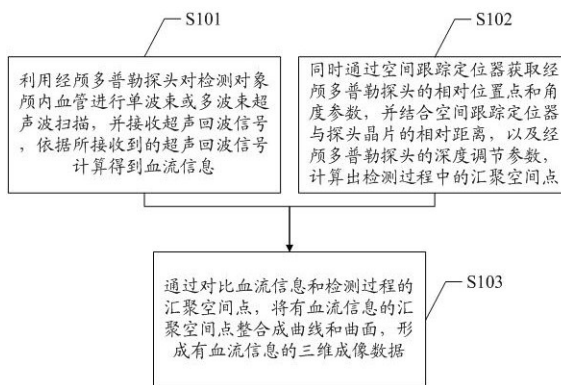 S101
S102
利用经颅多普勒探头对检测对象
颅内血管进行单波束或多波束超
声波扫描，并接收超声回波信号
，依据所接收到的超声回波信号
计算得到血流信息
同时通过空间跟踪定位器获取经
颅多普勒探头的相对位置点和角
度参数，并结合空间跟踪定位器
与探头晶片的相对距离，以及经
颅多普勒探头的深度调节参数，
计算出检测过程中的汇聚空间点
S103
通过对比血流信息和检测过程的
汇聚空间点，将有血流信息的汇
聚空间点整合成曲线和曲面，形
成有血流信息的三维成像数据